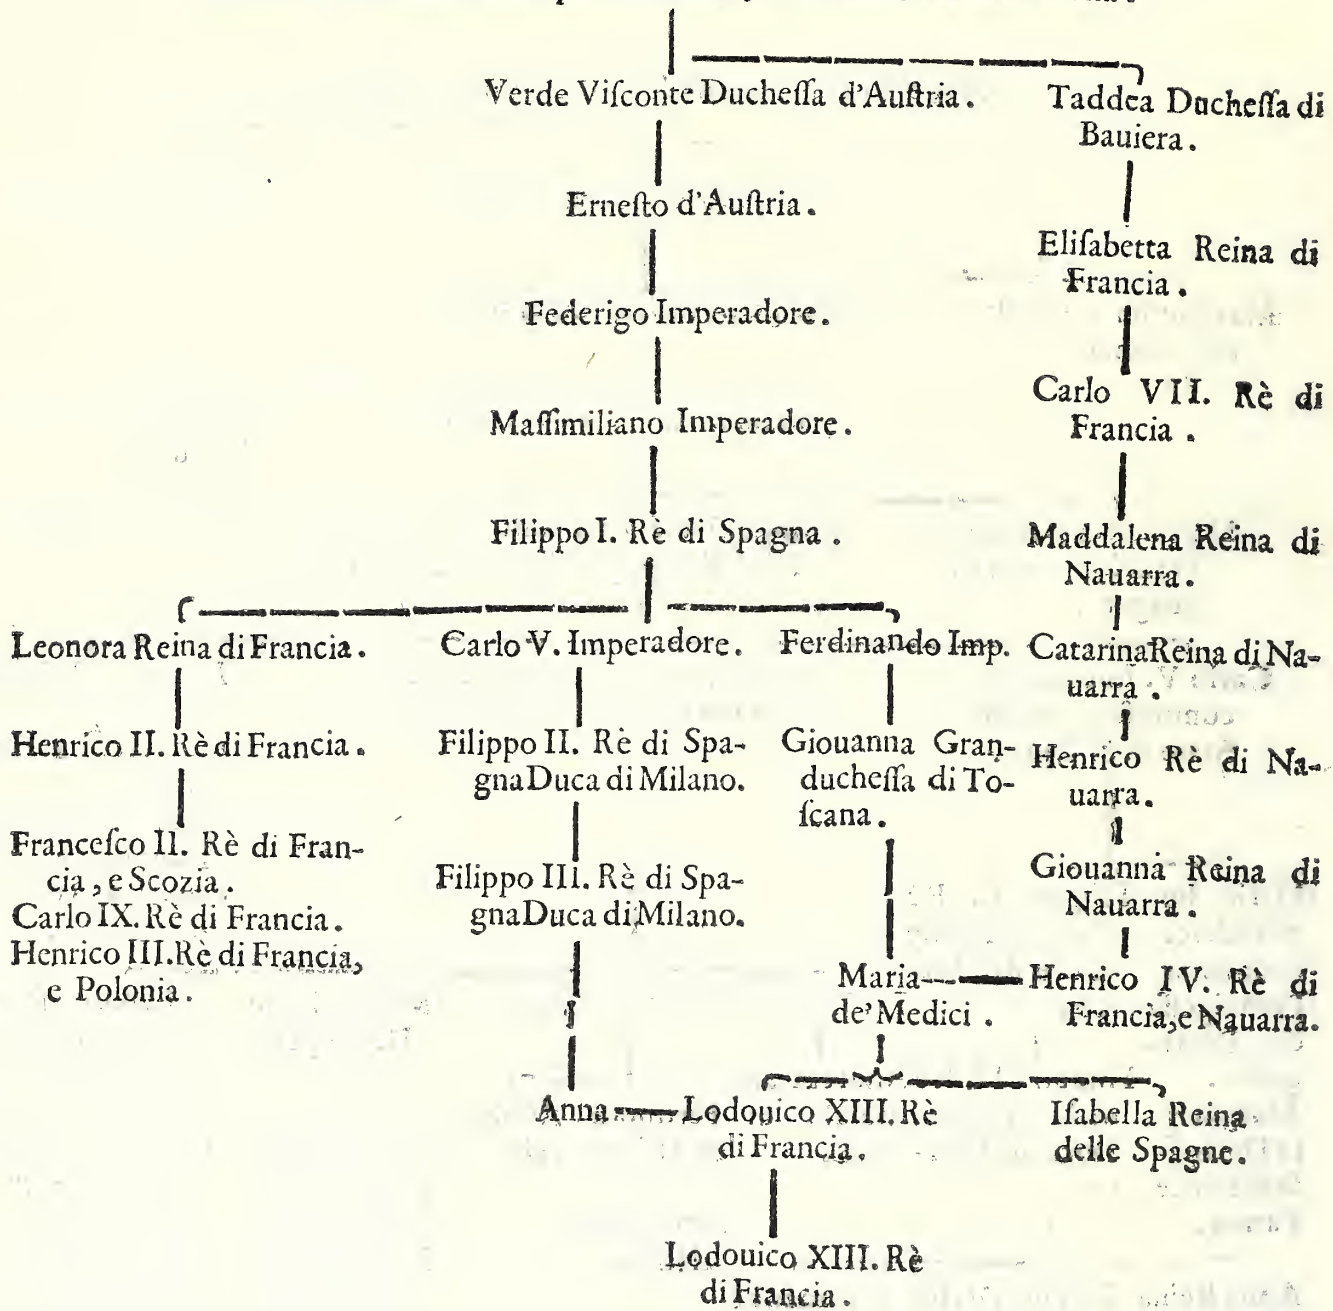 Verde Viſconte Ducheſſa d'Auſtria.
Taddea Ducheſſa di
Bauiera.
Erneſto d'Auſtria.
Eliſabetta Reina di
Francia.
Federigo Imperadore.
Carlo VII. Rè di
Francia.
Maſſimiliano Imperadore.
Filippo I. Rè di Spagna.
Maddalena Reina di
Nauarra.
Leonora Reina di Francia.
Carlo V. Imperadore.
Ferdinando Imp.
Catarina Reina di Na-
uarra.
Henrico II. Rè di Francia.
Filippo II. Rè di Spa-
gna Duca di Milano.
Giouanna Gran-
ducheſſa di To-
ſcana.
Henrico Rè di Na-
uarra.
Franceſco II. Rè di Fran-
cia, e Scozia.
Carlo IX. Rè di Francia.
Henrico III. Rè di Francia,
e Polonia.
Filippo III. Rè di Spa-
gna Duca di Milano.
Giouanna Reina di
Nauarra.
Maria
de' Medici.
Henrico IV. Rè di
Francia, e Nauarra.
Anna
Lodouico XIII. Rè
di Francia.
Iſabella Reina
delle Spagne.
Lodouico XIII. Rè
di Francia.